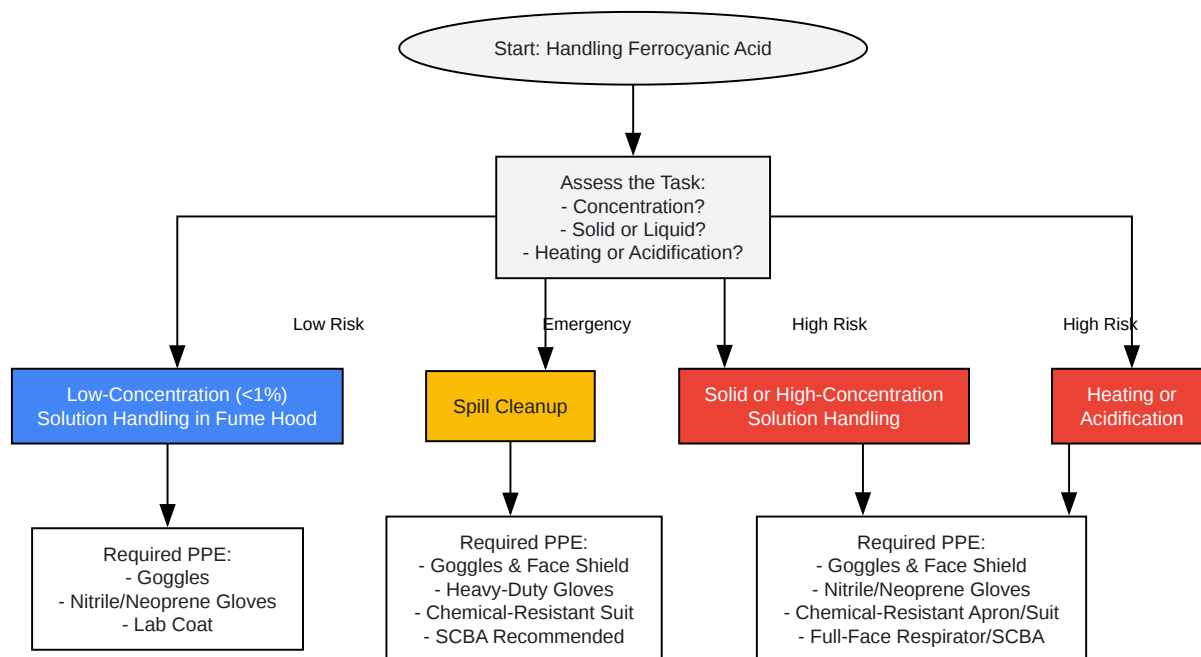 Start: Handling Ferrocyanic Acid
Assess the Task:
- Concentration?
- Solid or Liquid?
- Heating or Acidification?
Low Risk
Emergency
High Risk
High Risk
Low-Concentration (<1%)
Solution Handling in Fume Hood
Spill Cleanup
Solid or High-Concentration
Solution Handling
Heating or
Acidification
Required PPE:
- Goggles
- Nitrile/Neoprene Gloves
- Lab Coat
Required PPE:
- Goggles & Face Shield
- Heavy-Duty Gloves
- Chemical-Resistant Suit
- SCBA Recommended
Required PPE:
- Goggles & Face Shield
- Nitrile/Neoprene Gloves
- Chemical-Resistant Apron/Suit
- Full-Face Respirator/SCBA